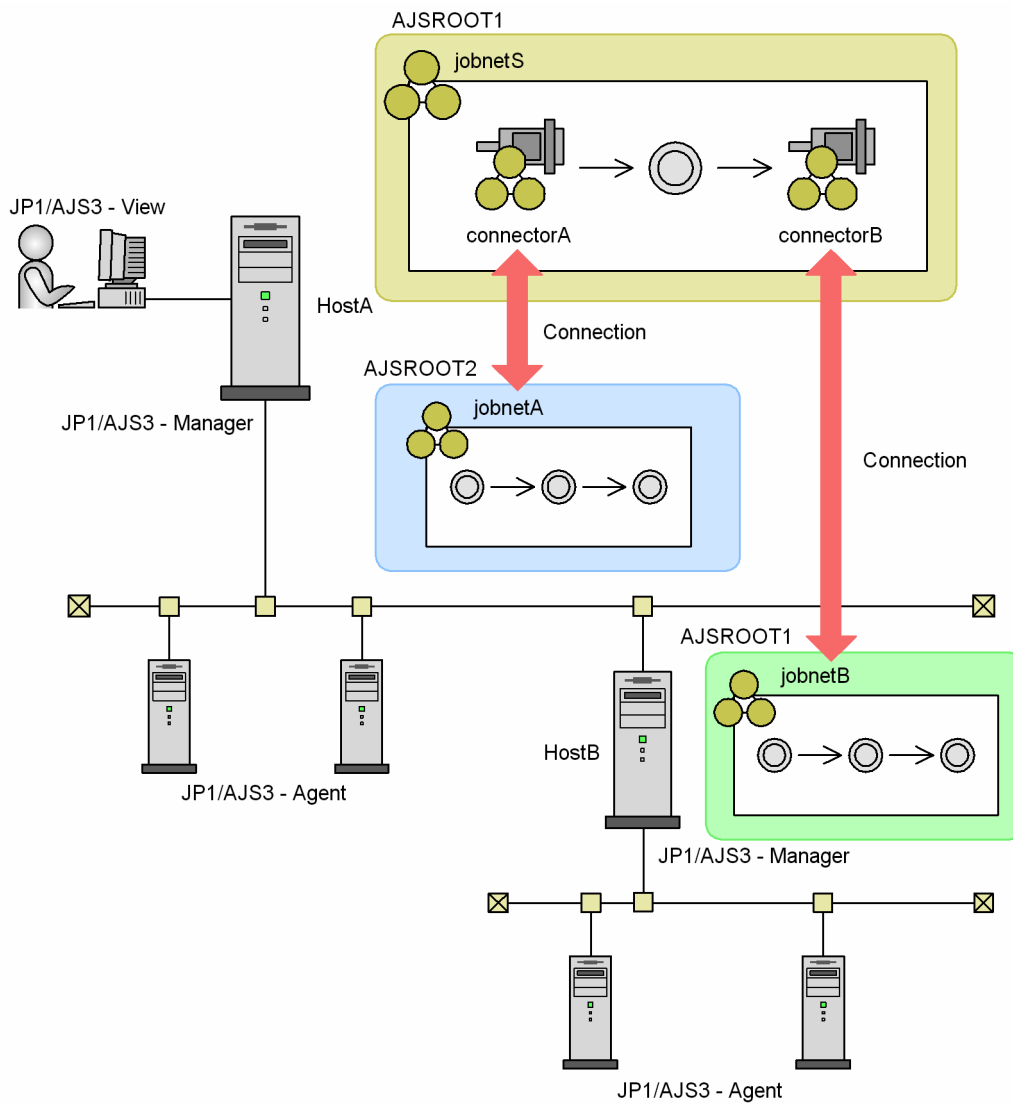 AJSROOT1
jobnetS
connectorA
connectorB
JP1/AJS3 - View
HostA
JP1/AJS3 - Manager
Connection
AJSROOT2
jobnetA
Connection
AJSROOT1
jobnetB
HostB
JP1/AJS3 - Agent
JP1/AJS3 - Manager
JP1/AJS3 - Agent